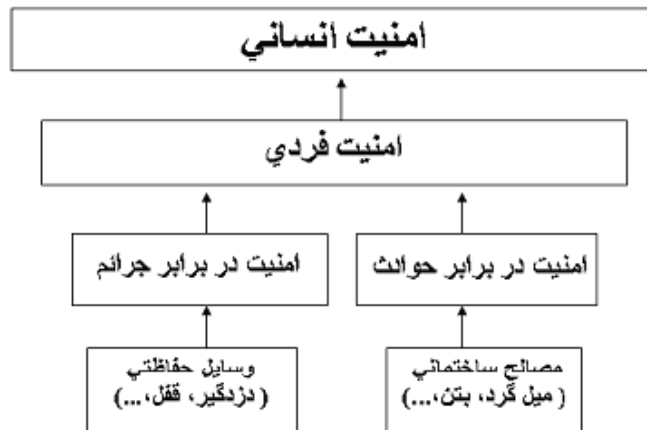 امنيت انساني
امنيت فردي
امنيت در برابر حوادث
امنيت در برابر جرائم
مصالح ساختماني
( ميل گرد، بتن،...)
وسايل حفاظتي
( دزدگير، قفل،...)